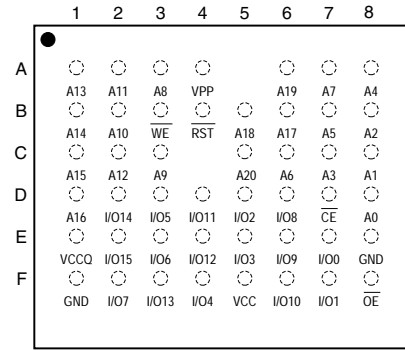 1 2 3 4 5 6 7 8
A
A13 A11 A8 VPP A19 A7 A4
B
A14 A10 WE RST A18 A17 A5 A2
C
A15 A12 A9 A20 A6 A3 A1
D
A16 I/O14 I/O5 I/O11 I/O2 I/O8 CE A0
E
VCCQ I/O15 I/O6 I/O12 I/O3 I/O9 I/O0 GND
F
GND I/O7 I/O13 I/O4 VCC I/O10 I/O1 OE